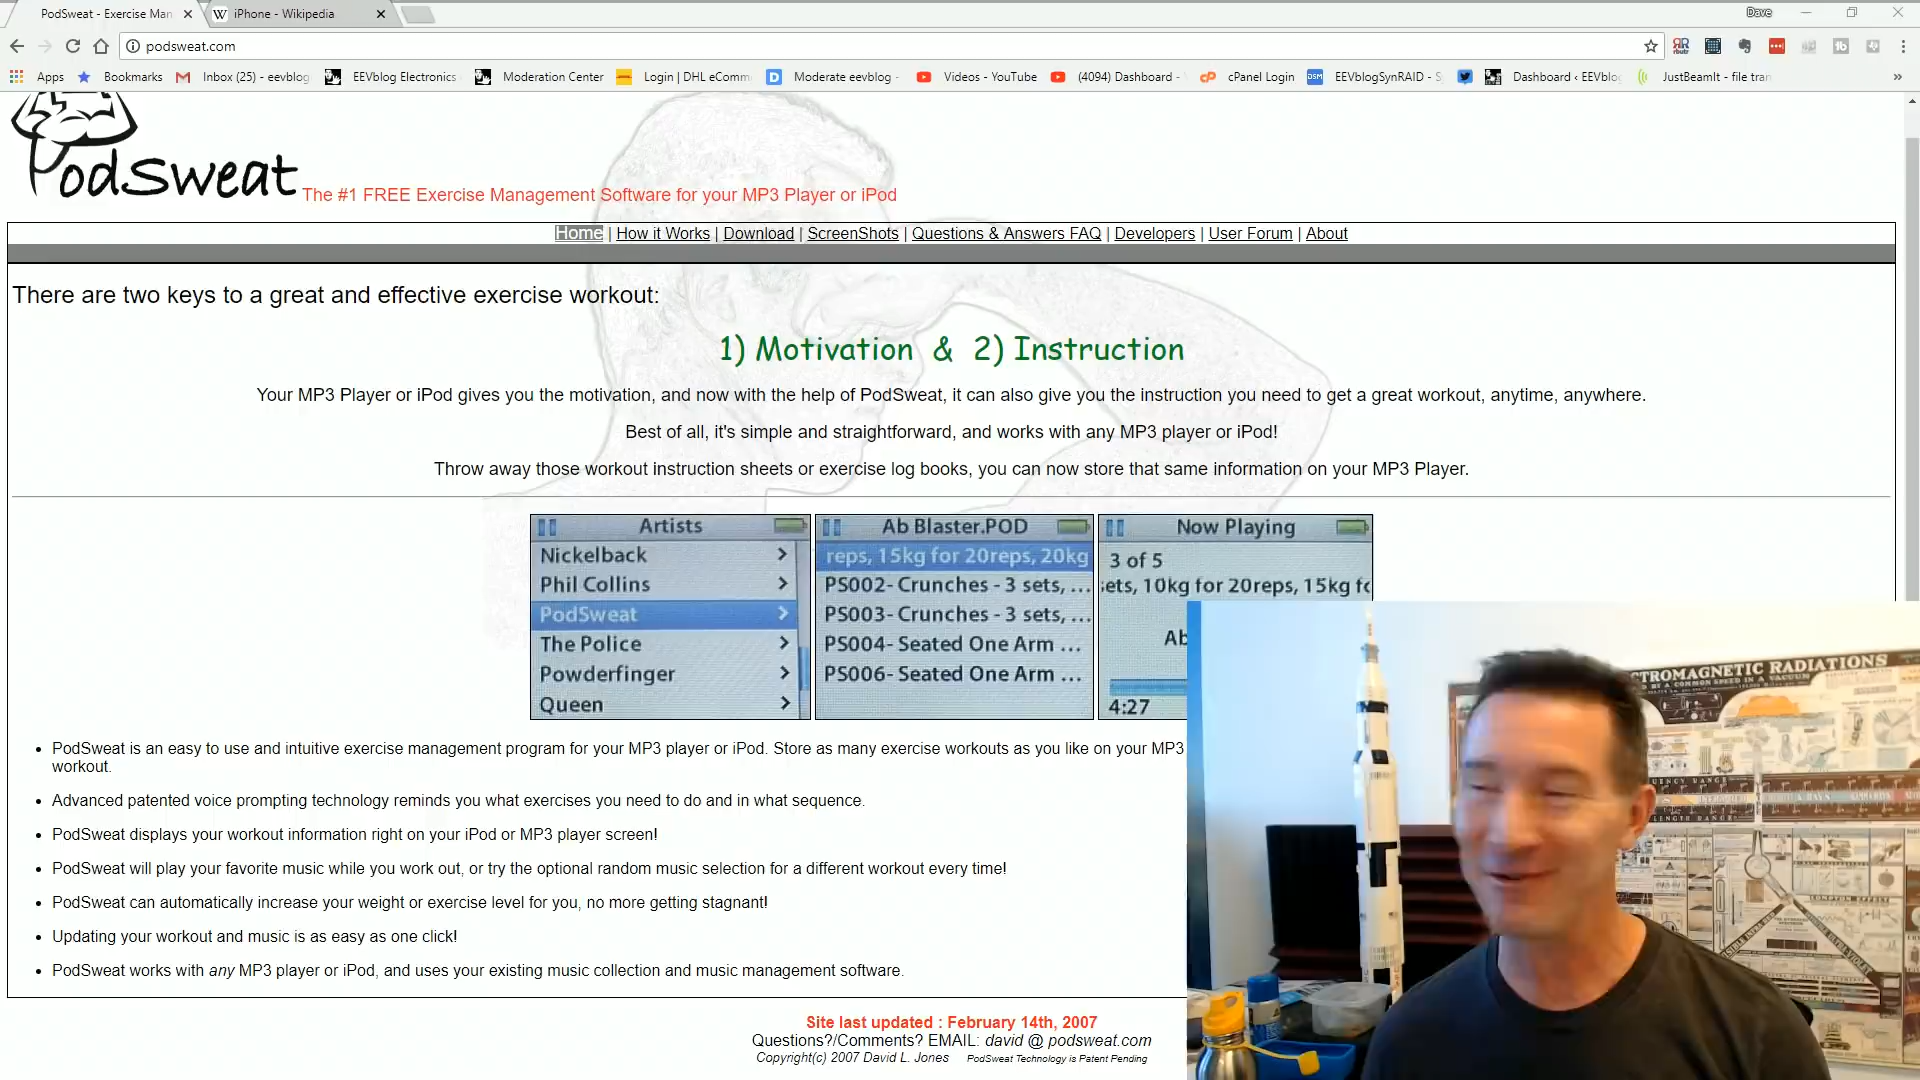 PodSweat - Exercise Man
iPhone - Wikipedia
Dave
podsweat.com
Apps
Bookmarks
Inbox (25) - eevblog
EEVblog Electronics
Moderation Center
Login | DHL eComm
Moderate eevblog -
Videos - YouTube
(4094) Dashboard -
cPanel Login
EEVblogSynRAID - S
Dashboard ‹ EEVblog
JustBeamIt - file tran
PodSweat
The #1 FREE Exercise Management Software for your MP3 Player or iPod
Home | How it Works | Download | ScreenShots | Questions & Answers FAQ | Developers | User Forum | About
There are two keys to a great and effective exercise workout:
1) Motivation & 2) Instruction
Your MP3 Player or iPod gives you the motivation, and now with the help of PodSweat, it can also give you the instruction you need to get a great workout, anytime, anywhere.
Best of all, it's simple and straightforward, and works with any MP3 player or iPod!
Throw away those workout instruction sheets or exercise log books, you can now store that same information on your MP3 Player.
Artists
Nickelback
Phil Collins
PodSweat
The Police
Powderfinger
Queen
Ab Blaster.POD
reps, 15kg for 20reps, 20kg
PS002- Crunches - 3 sets, ...
PS003- Crunches - 3 sets, ...
PS004- Seated One Arm ...
PS006- Seated One Arm ...
Now Playing
3 of 5
sets, 10kg for 20reps, 15kg fo
Ab
4:27
PodSweat is an easy to use and intuitive exercise management program for your MP3 player or iPod. Store as many exercise workouts as you like on your MP3
workout.
Advanced patented voice prompting technology reminds you what exercises you need to do and in what sequence.
PodSweat displays your workout information right on your iPod or MP3 player screen!
PodSweat will play your favorite music while you work out, or try the optional random music selection for a different workout every time!
PodSweat can automatically increase your weight or exercise level for you, no more getting stagnant!
Updating your workout and music is as easy as one click!
PodSweat works with any MP3 player or iPod, and uses your existing music collection and music management software.
Site last updated : February 14th, 2007
Questions?/Comments? EMAIL: david @ podsweat.com
Copyright(c) 2007 David L. Jones PodSweat Technology is Patent Pending
TROMAGNETIC RADIATIONS